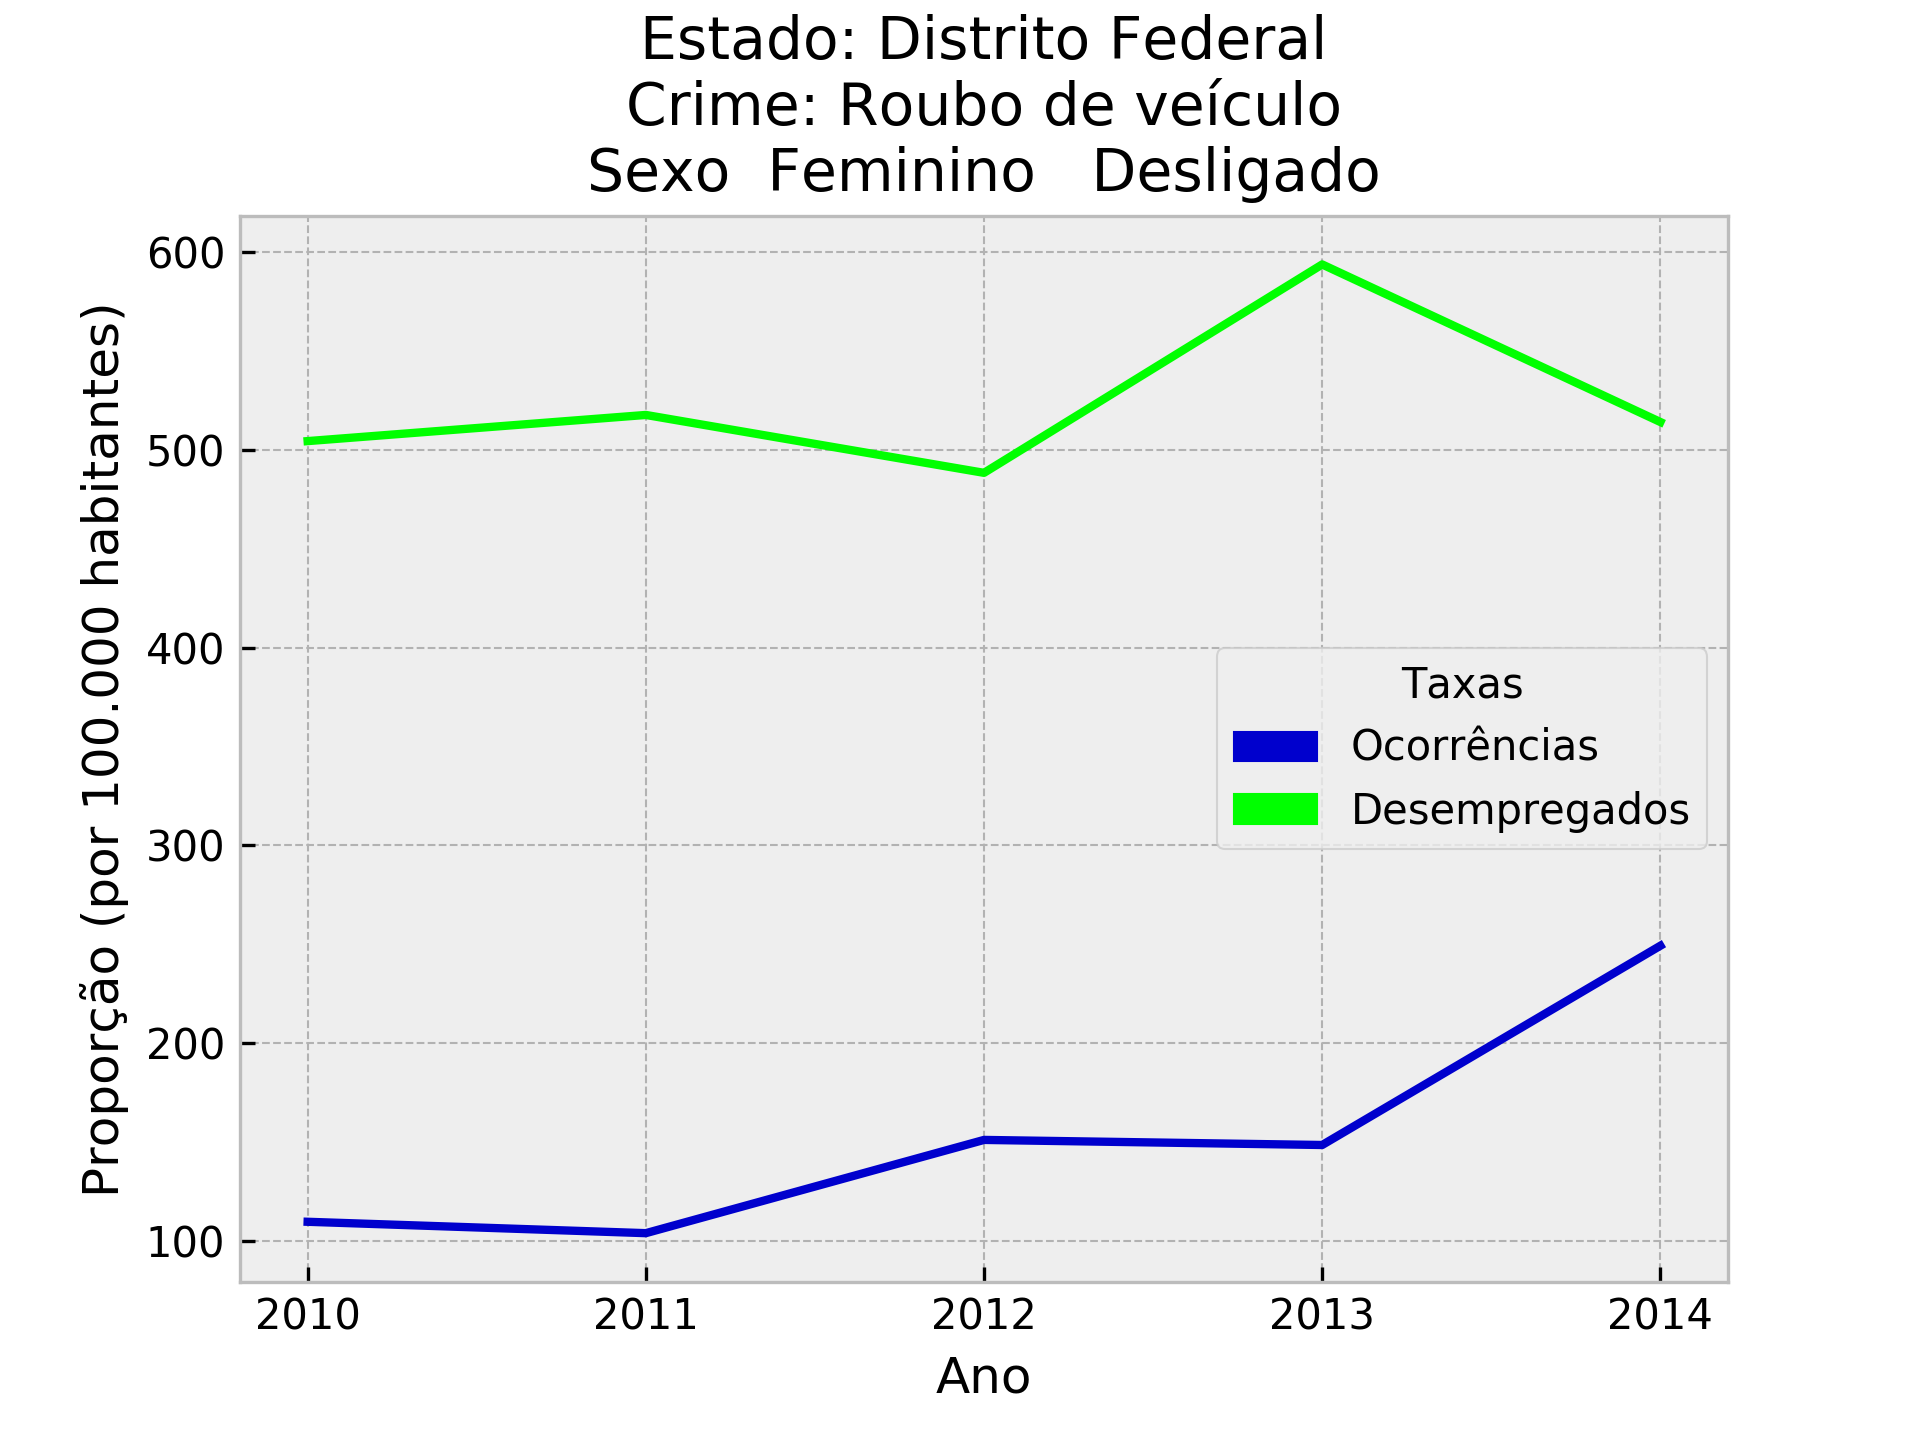 Estado: Distrito Federal
Crime: Roubo de veículo
Sexo  Feminino   Desligado
Proporção (por 100.000 habitantes)
600
500
400
300
200
100
Taxas
Ocorrências
Desempregados
2010 2011 2012 2013 2014
Ano